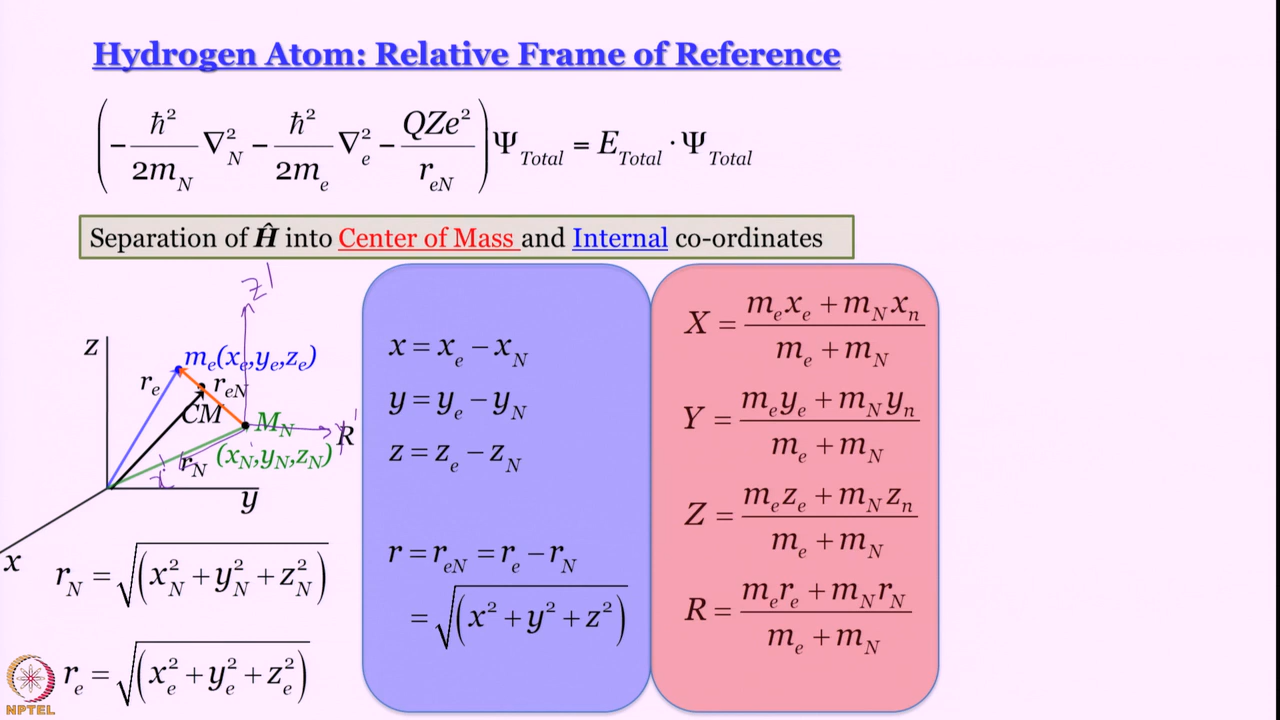 Hydrogen Atom: Relative Frame of Reference
(−ħ²/2m_N ∇²_N − ħ²/2m_e ∇²_e − QZe²/r_eN) Ψ_Total = E_Total · Ψ_Total
Separation of Ĥ into Center of Mass and Internal co-ordinates
z'
z
m_e(x_e,y_e,z_e)
r_e
r_eN
CM
M_N
R
(x_N,y_N,z_N)
r_N
x'
y
x
r_N = √(x²_N + y²_N + z²_N)
r_e = √(x²_e + y²_e + z²_e)
x = x_e − x_N
y = y_e − y_N
z = z_e − z_N
r = r_eN = r_e − r_N
= √(x² + y² + z²)
X = (m_e x_e + m_N x_n)/(m_e + m_N)
Y = (m_e y_e + m_N y_n)/(m_e + m_N)
Z = (m_e z_e + m_N z_n)/(m_e + m_N)
R = (m_e r_e + m_N r_N)/(m_e + m_N)
NPTEL